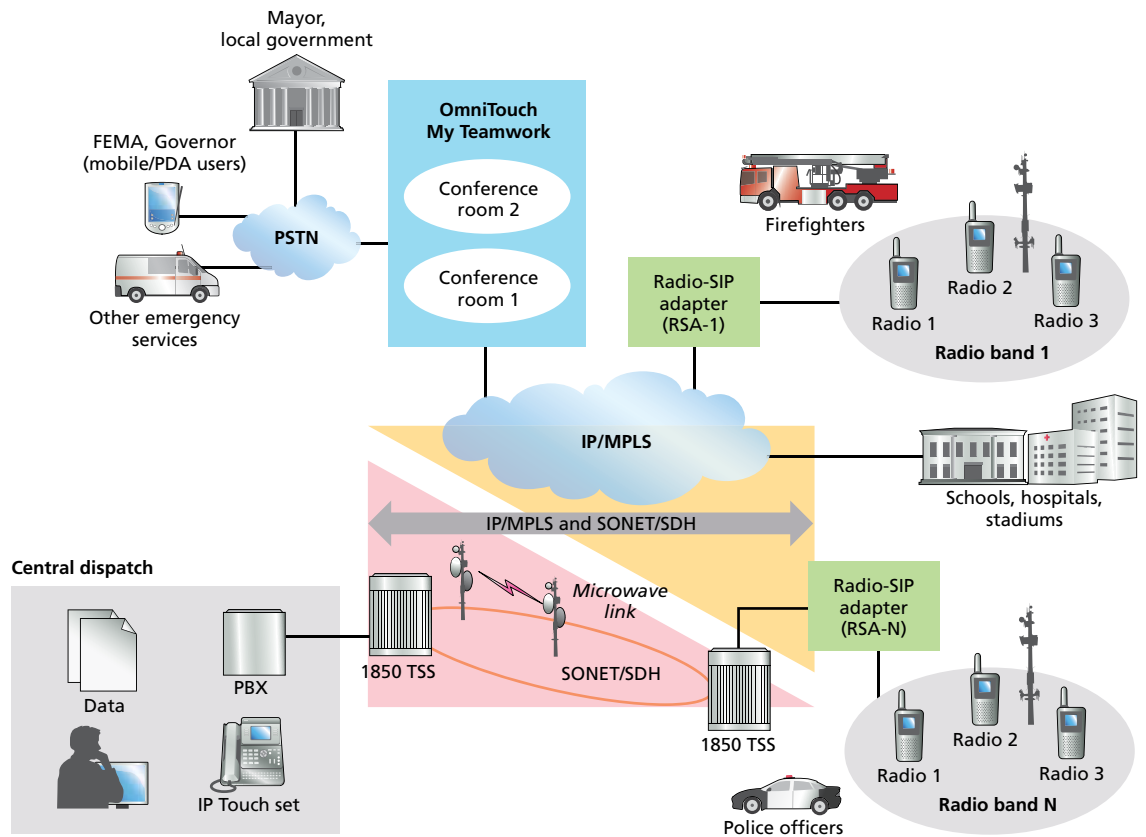 Mayor,
local government
FEMA, Governor
(mobile/PDA users)
PSTN
Other emergency
services
OmniTouch
My Teamwork
Conference
room 2
Conference
room 1
Firefighters
Radio-SIP
adapter
(RSA-1)
Radio 1
Radio 2
Radio 3
Radio band 1
IP/MPLS
Schools, hospitals,
stadiums
IP/MPLS and SONET/SDH
Central dispatch
Data
PBX
IP Touch set
1850 TSS
Microwave
link
SONET/SDH
1850 TSS
Radio-SIP
adapter
(RSA-N)
Radio 1
Radio 2
Radio 3
Radio band N
Police officers